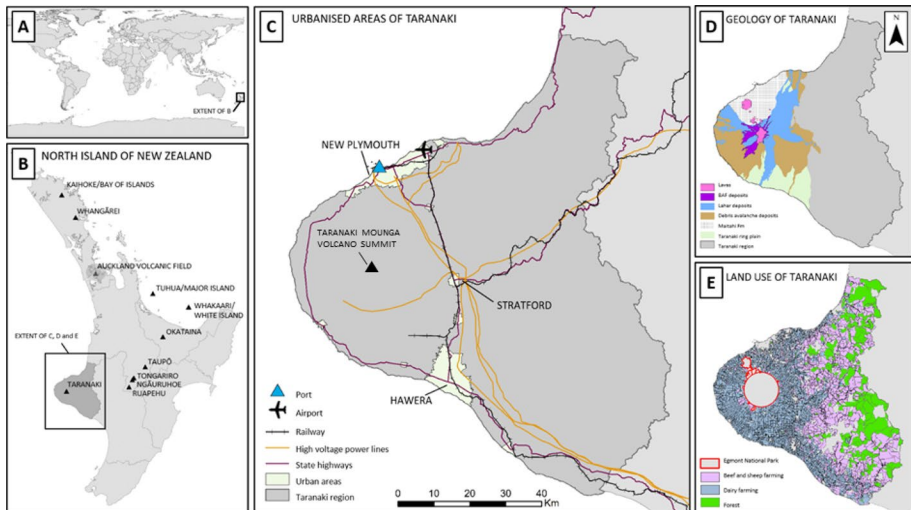 A
EXTENT OF B
B
NORTH ISLAND OF NEW ZEALAND
KAIHOKE/BAY OF ISLANDS
WHANGĀREI
AUCKLAND VOLCANIC FIELD
TUHUA/MAJOR ISLAND
WHAKAARI/
WHITE ISLAND
OKATAINA
EXTENT OF C, D and E
TAUPŌ
TONGARIRO
NGĀURUHOE
RUAPEHU
TARANAKI
C
URBANISED AREAS OF TARANAKI
NEW PLYMOUTH
TARANAKI MOUNGA
VOLCANO SUMMIT
STRATFORD
HAWERA
Port
Airport
Railway
High voltage power lines
State highways
Urban areas
Taranaki region
0 10 20 30 40
Km
D
GEOLOGY OF TARANAKI
N
Lavas
BAF deposits
Lahar deposits
Debris avalanche deposits
Maitahi Fm
Taranaki ring plain
Taranaki region
E
LAND USE OF TARANAKI
Egmont National Park
Beef and sheep farming
Dairy farming
Forest